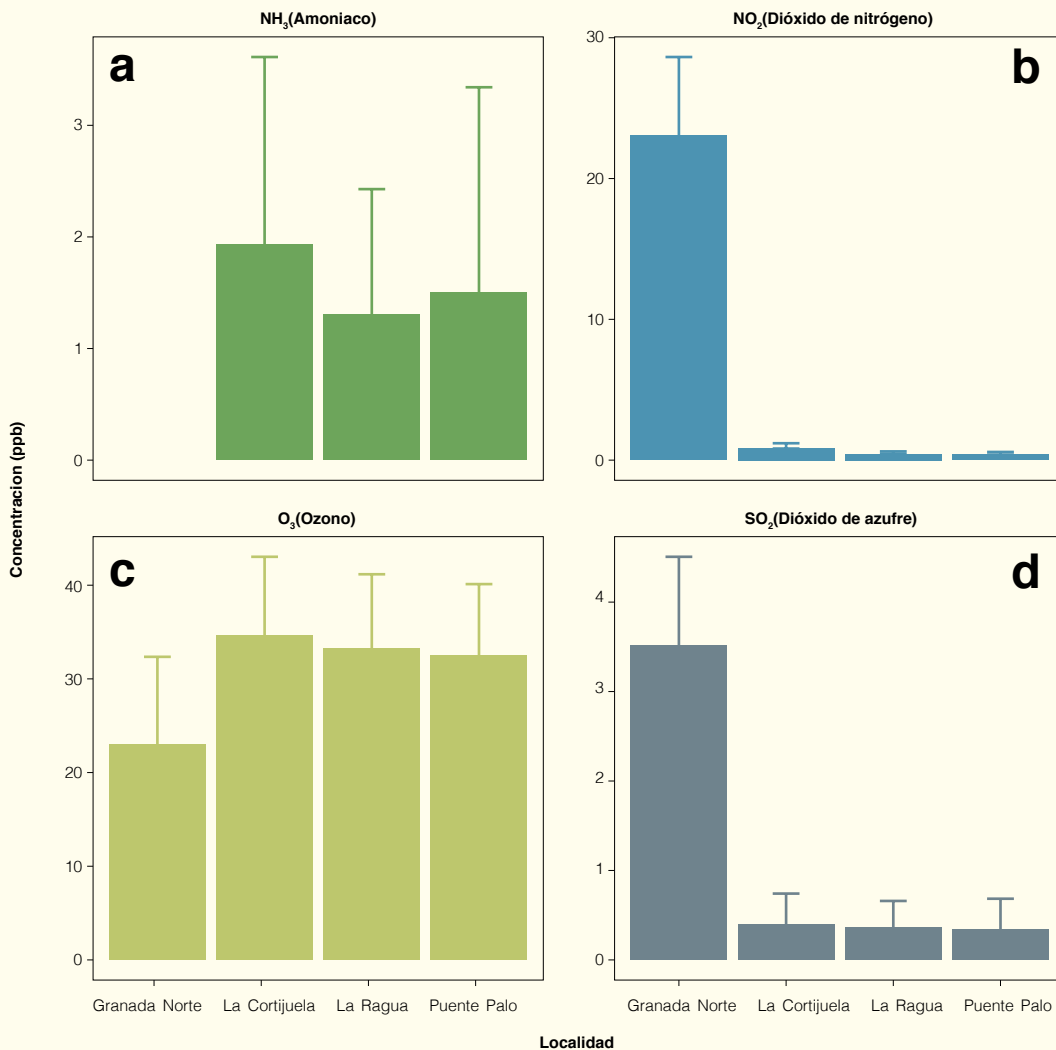 NH₃(Amoniaco)
a
3
2
1
0
NO₂(Dióxido de nitrógeno)
b
30
20
10
0
Concentracion (ppb)
O₃(Ozono)
c
40
30
20
10
0
Granada Norte La Cortijuela La Ragua Puente Palo
SO₂(Dióxido de azufre)
d
4
3
2
1
0
Granada Norte La Cortijuela La Ragua Puente Palo
Localidad